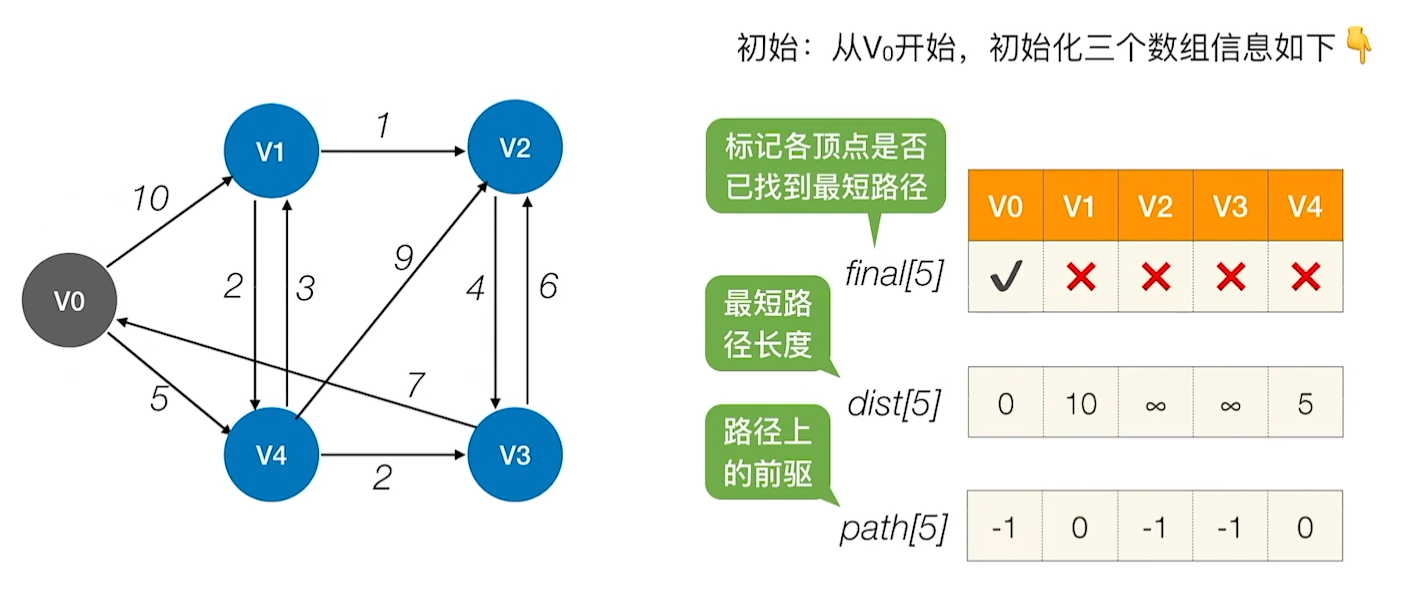 初始：从V₀开始，初始化三个数组信息如下👇
V1
1
V2
10
2
3
9
4
6
V0
5
7
V4
2
V3
标记各顶点是否
已找到最短路径
V0 V1 V2 V3 V4
final[5] ✓ ✕ ✕ ✕ ✕
最短路
径长度
dist[5] 0 10 ∞ ∞ 5
路径上
的前驱
path[5] -1 0 -1 -1 0